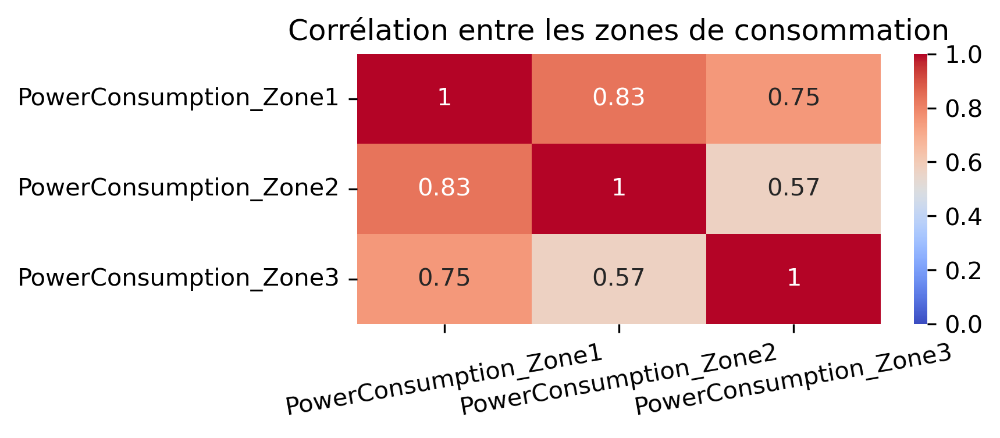 Corrélation entre les zones de consommation
PowerConsumption_Zone1
1
0.83
0.75
PowerConsumption_Zone2
0.83
1
0.57
PowerConsumption_Zone3
0.75
0.57
1
PowerConsumption_Zone1
PowerConsumption_Zone2
PowerConsumption_Zone3
1.0
0.8
0.6
0.4
0.2
0.0